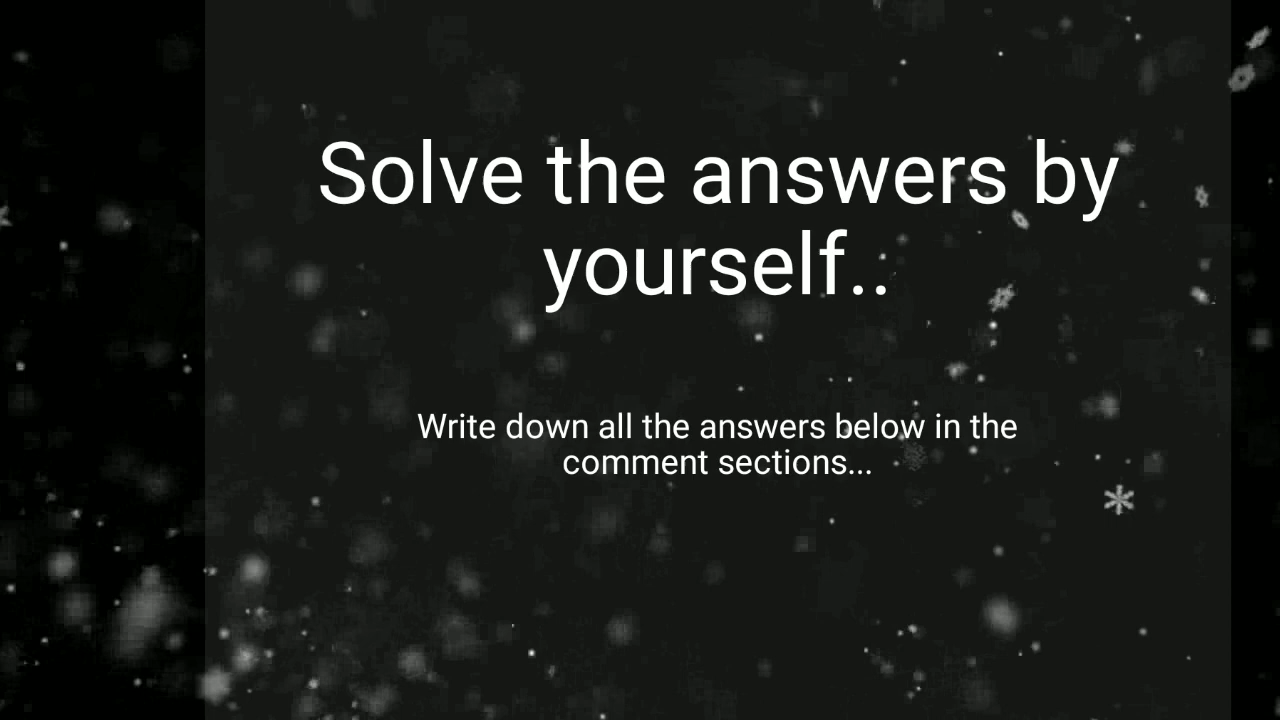 Solve the answers by
yourself..
Write down all the answers below in the
comment sections...